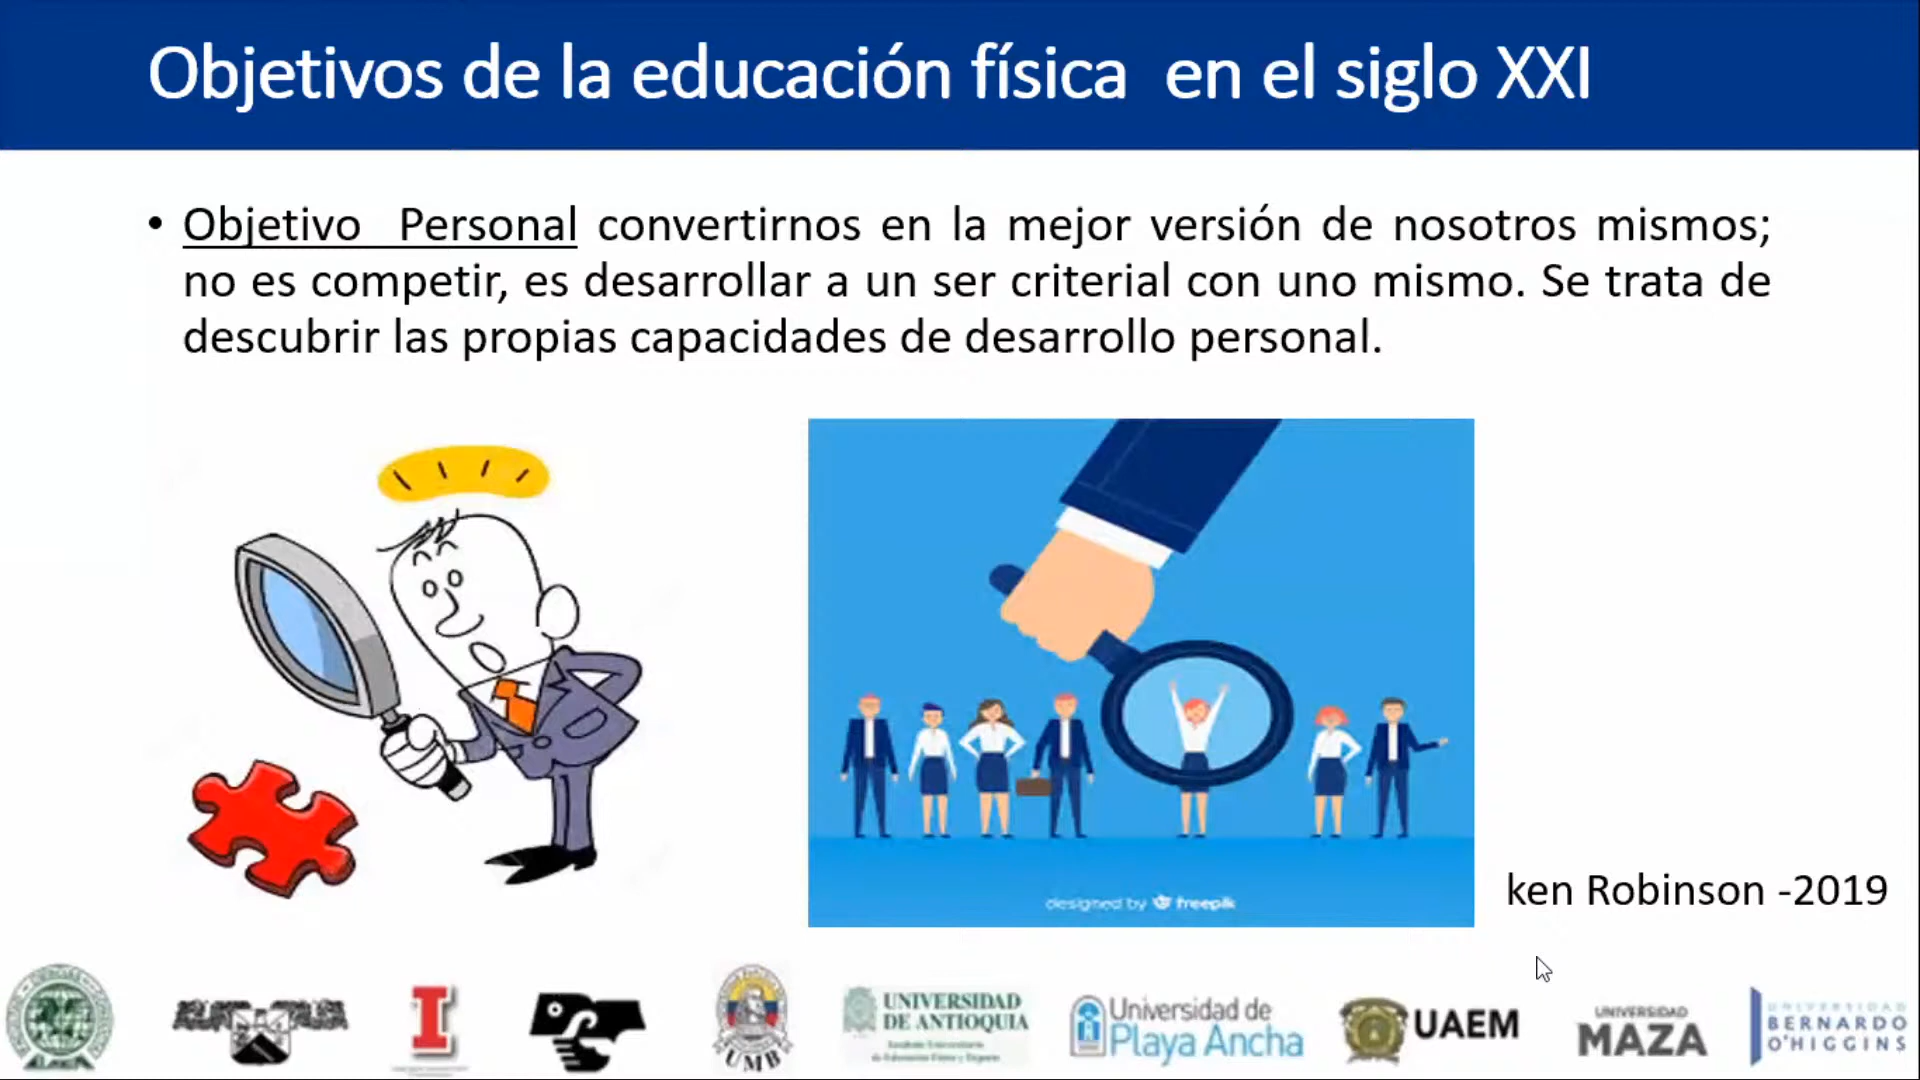 Objetivos de la educación física en el siglo XXI
• Objetivo Personal convertirnos en la mejor versión de nosotros mismos;
no es competir, es desarrollar a un ser criterial con uno mismo. Se trata de
descubrir las propias capacidades de desarrollo personal.
designed by freepik
ken Robinson -2019
I
UMB
UNIVERSIDAD
DE ANTIOQUIA
Universidad de
Playa Ancha
UAEM
UNIVERSIDAD
MAZA
UNIVERSIDAD
BERNARDO
O'HIGGINS